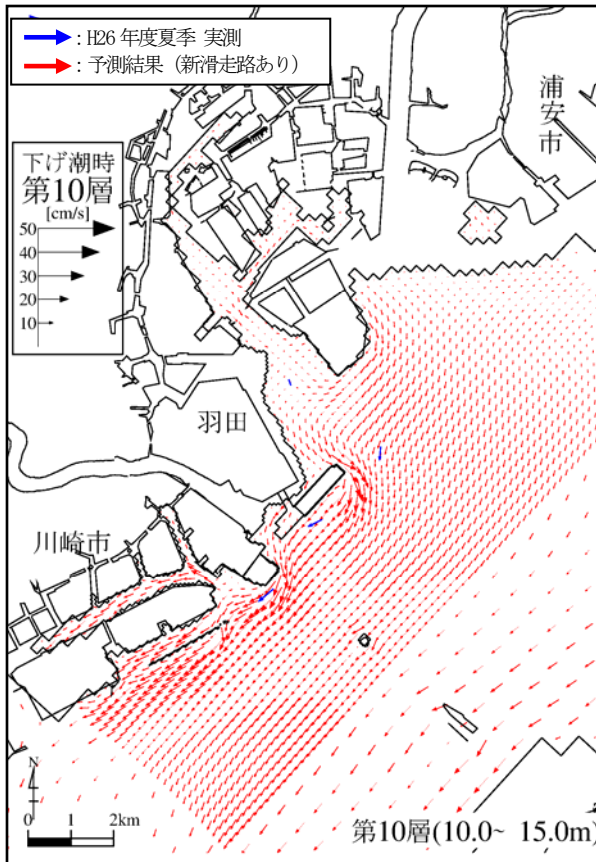 : H26 年度夏季 実測
: 予測結果（新滑走路あり）
浦安市
下げ潮時
第10層
[cm/s]
50
40
30
20
10
羽田
川崎市
N
0 1 2km
第10層(10.0~ 15.0m)